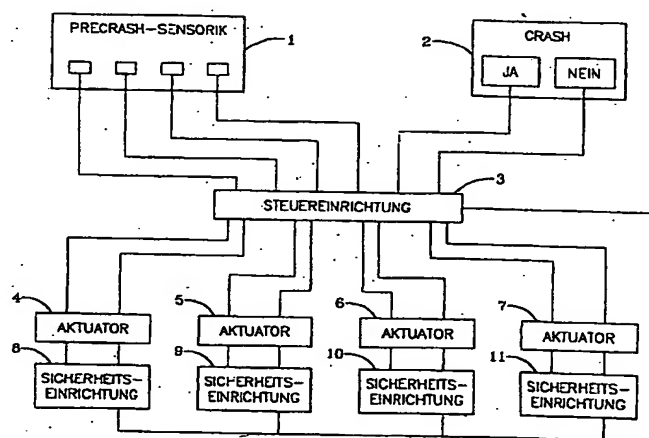 PRECRASH-SENSORIK
1
2
CRASH
JA
NEIN
3
STEUEREINRICHTUNG
4
AKTUATOR
5
AKTUATOR
6
AKTUATOR
7
AKTUATOR
8
SICHERHEITS-
EINRICHTUNG
9
SICHERHEITS-
EINRICHTUNG
10
SICHERHEITS-
EINRICHTUNG
11
SICHERHEITS-
EINRICHTUNG